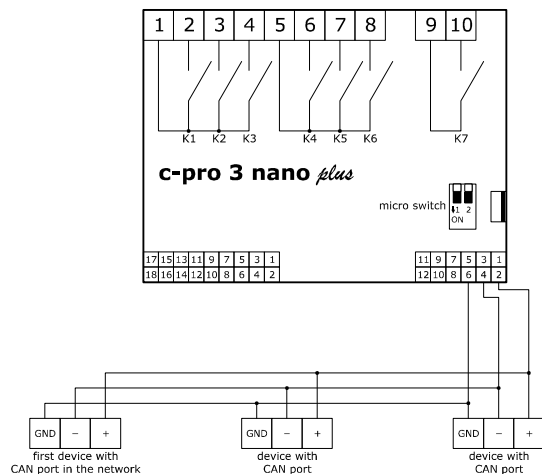 1 2 3 4 5 6 7 8 9 10
K1 K2 K3 K4 K5 K6 K7
c-pro 3 nano plus
micro switch
1 2
ON
17 15 13 11 9 7 5 3 1
18 16 14 12 10 8 6 4 2
11 9 7 5 3 1
12 10 8 6 4 2
GND − +
first device with
CAN port in the network
GND − +
device with
CAN port
GND − +
device with
CAN port